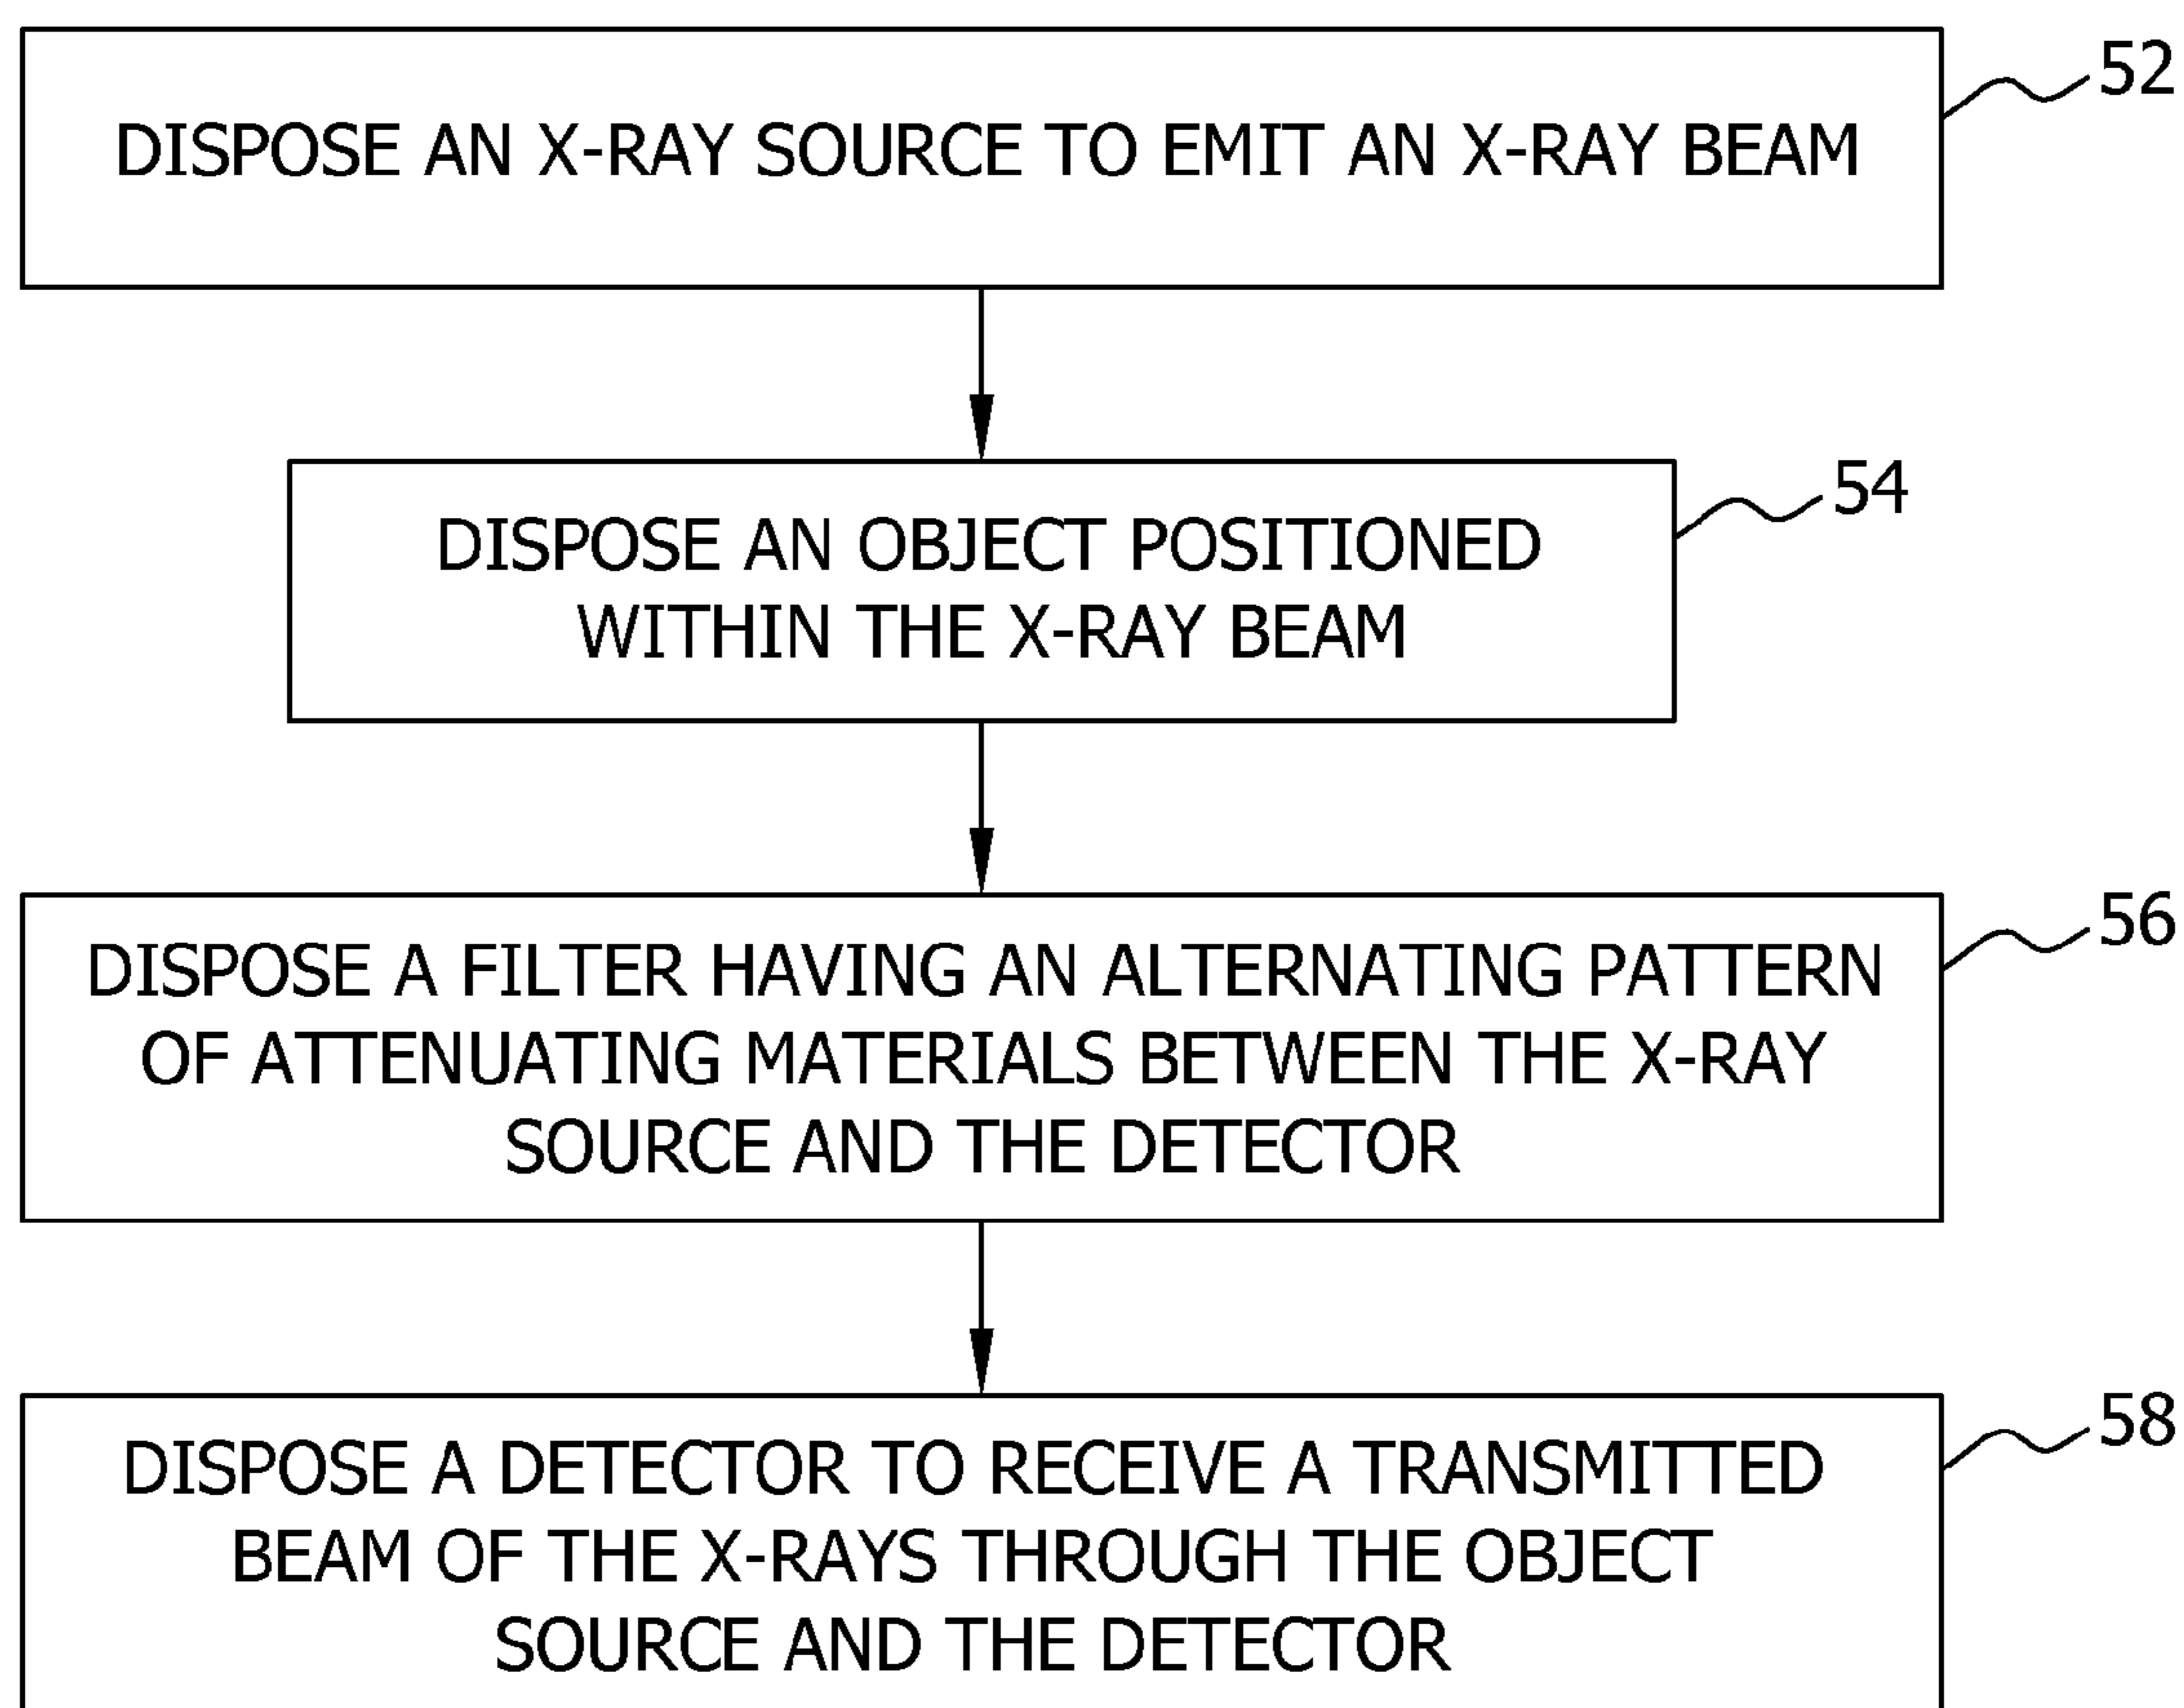 52
DISPOSE AN X-RAY SOURCE TO EMIT AN X-RAY BEAM
54
DISPOSE AN OBJECT POSITIONED
WITHIN THE X-RAY BEAM
56
DISPOSE A FILTER HAVING AN ALTERNATING PATTERN
OF ATTENUATING MATERIALS BETWEEN THE X-RAY
SOURCE AND THE DETECTOR
58
DISPOSE A DETECTOR TO RECEIVE A TRANSMITTED
BEAM OF THE X-RAYS THROUGH THE OBJECT
SOURCE AND THE DETECTOR